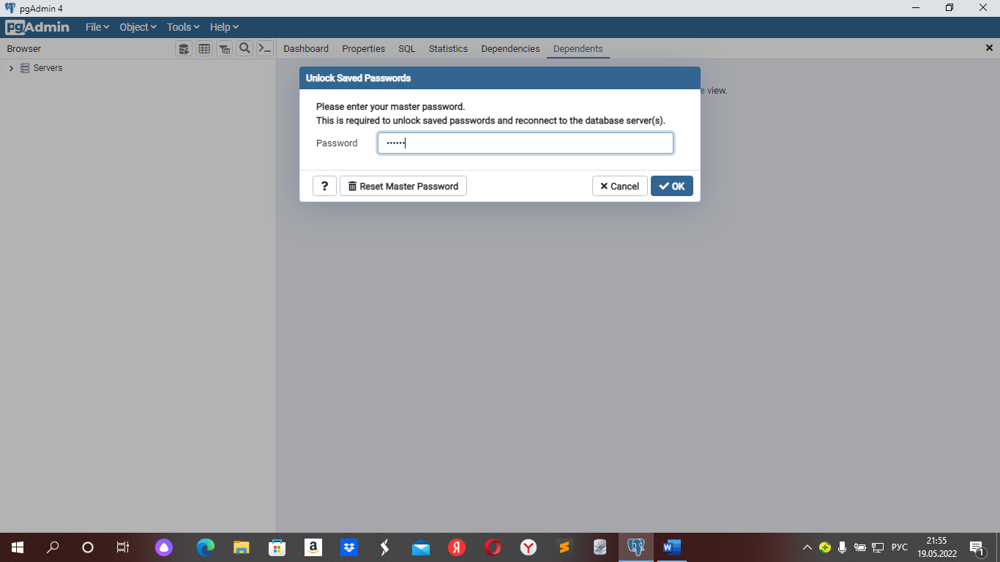 pgAdmin 4
pgAdmin File Object Tools Help
Browser Dashboard Properties SQL Statistics Dependencies Dependents
Servers
Unlock Saved Passwords
e view.
Please enter your master password.
This is required to unlock saved passwords and reconnect to the database server(s).
Password ••••••
? Reset Master Password Cancel OK
a Я Y W РУС 21:55
19.05.2022 1